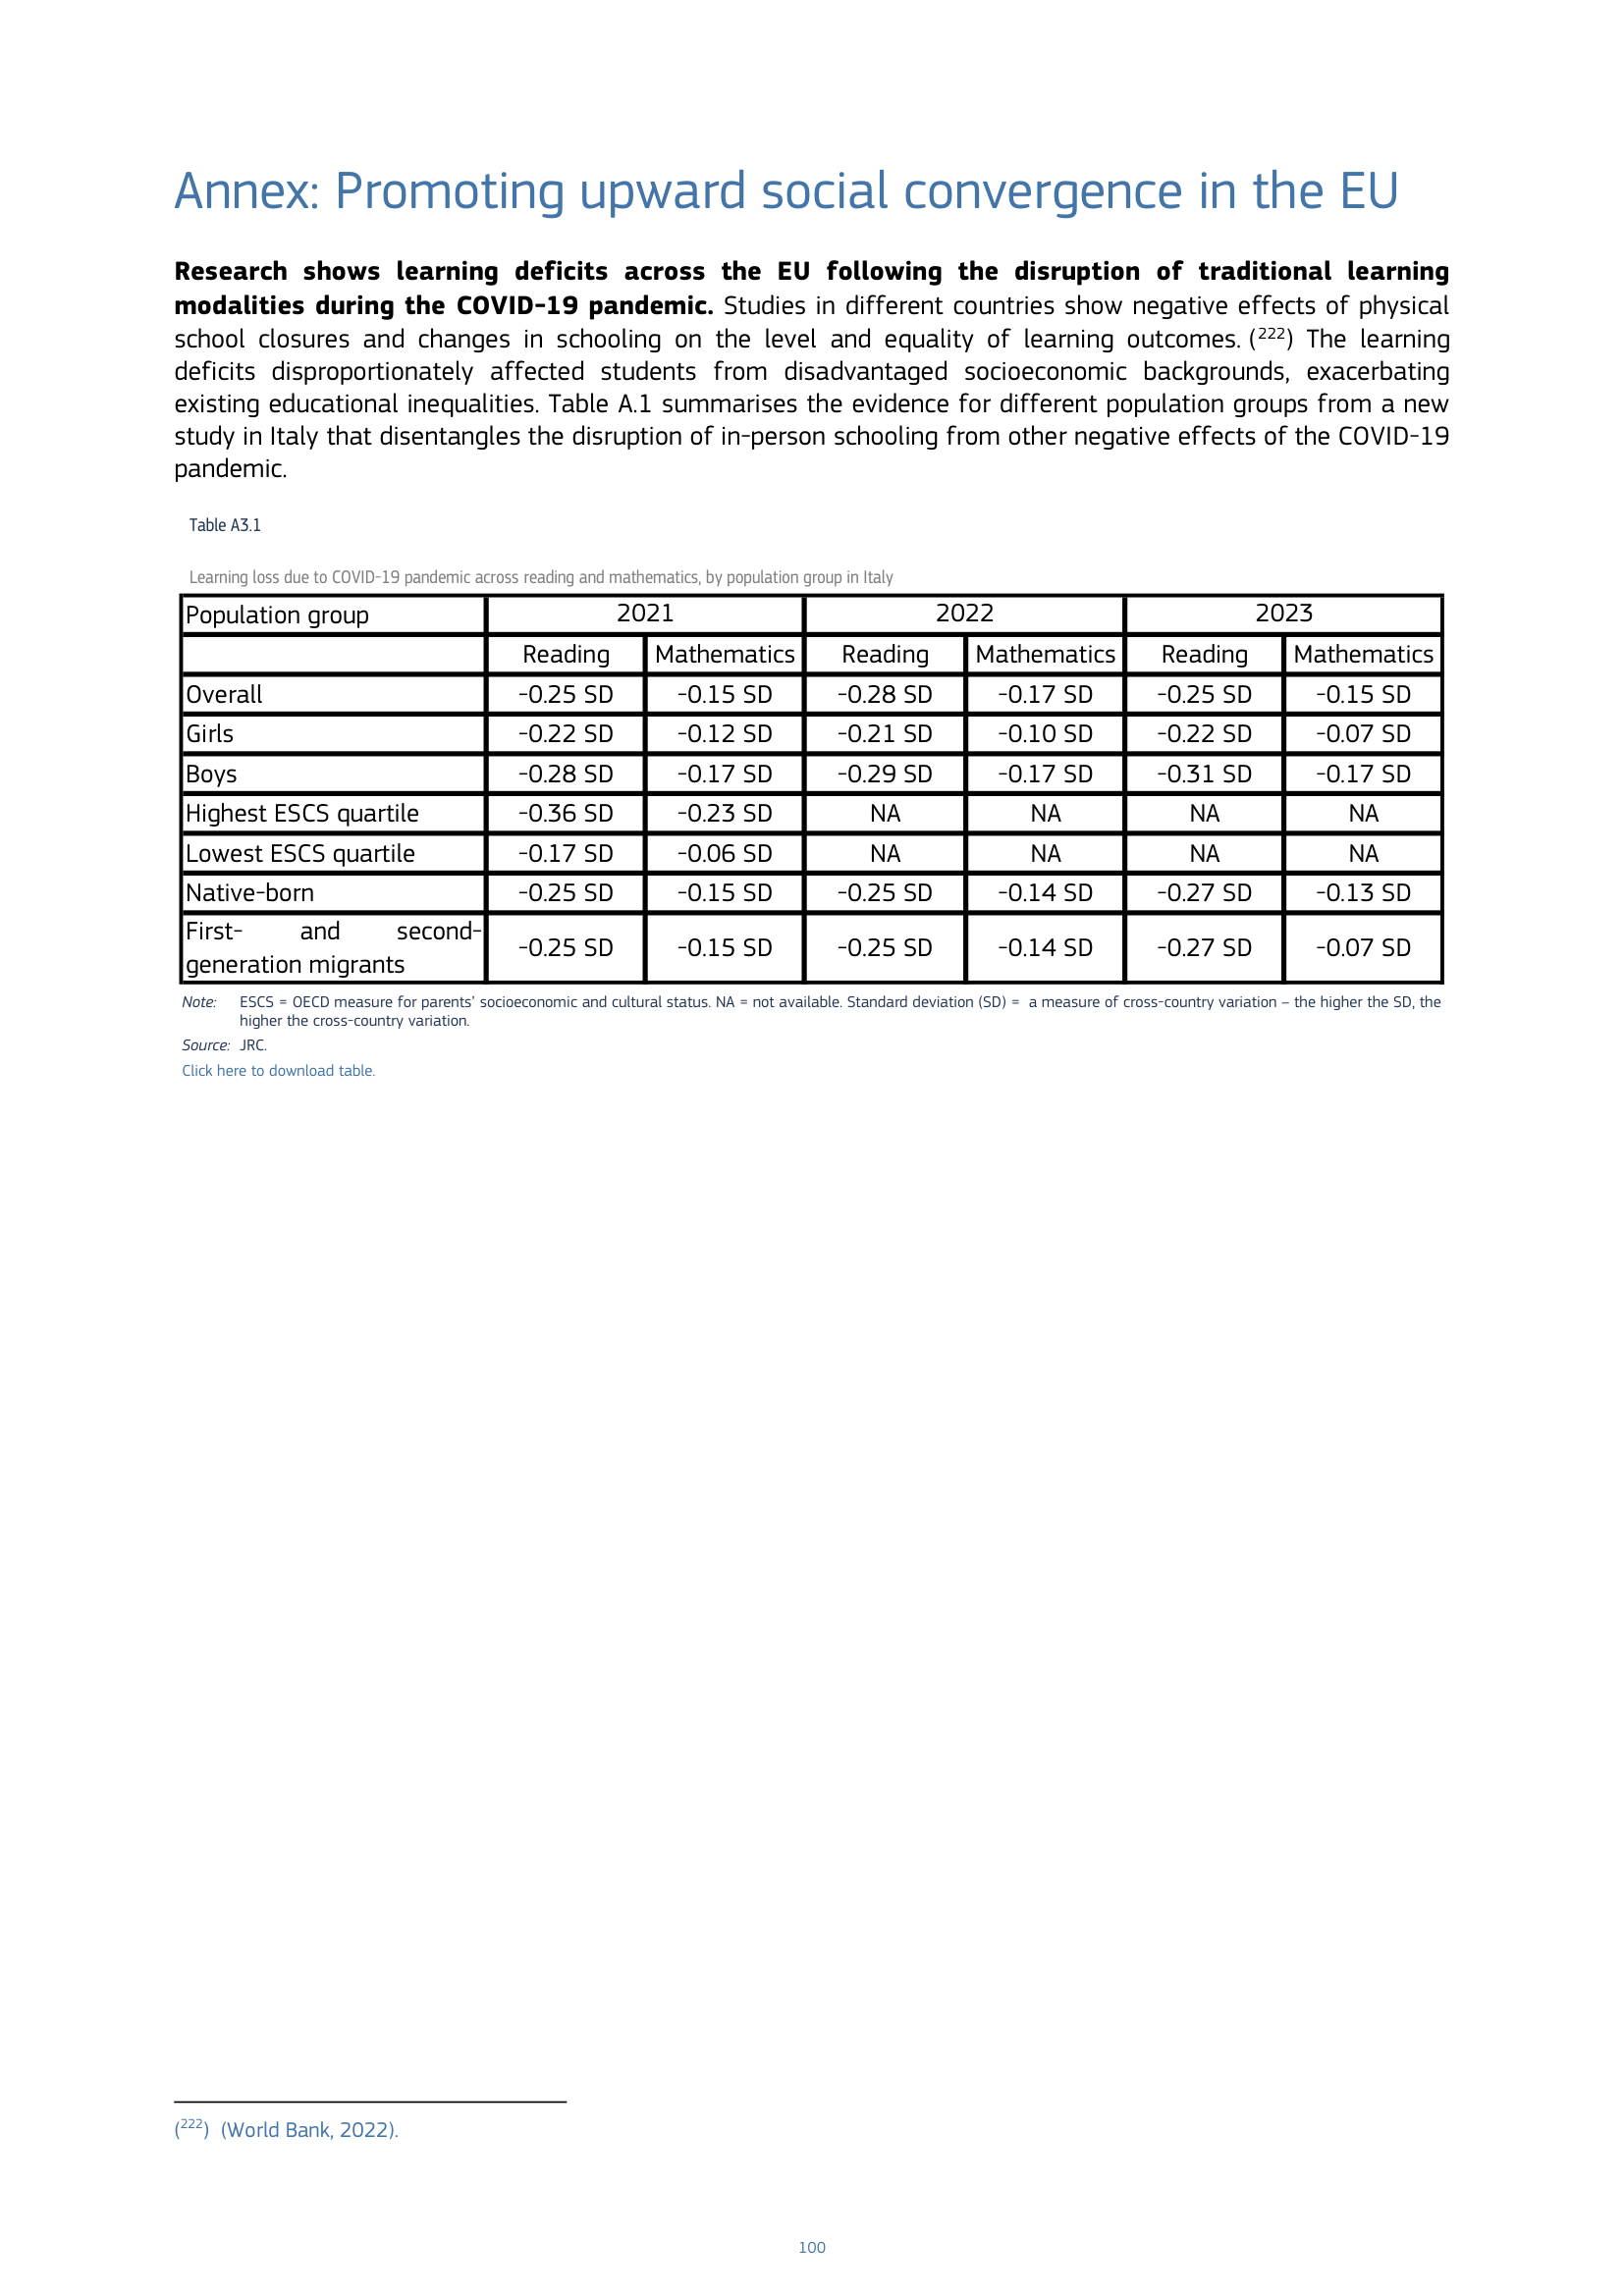 Annex: Promoting upward social convergence in the EU
Research shows learning deficits across the EU following the disruption of traditional learning
modalities during the COVID-19 pandemic. Studies in different countries show negative effects of physical
school closures and changes in schooling on the level and equality of learning outcomes. (222) The learning
deficits disproportionately affected students from disadvantaged socioeconomic backgrounds, exacerbating
existing educational inequalities. Table A.1 summarises the evidence for different population groups from a new
study in Italy that disentangles the disruption of in-person schooling from other negative effects of the COVID-19
pandemic.
Table A3.1
Learning loss due to COVID-19 pandemic across reading and mathematics, by population group in Italy
Population group 2021 2022 2023
Reading Mathematics Reading Mathematics Reading Mathematics
Overall -0.25 SD -0.15 SD -0.28 SD -0.17 SD -0.25 SD -0.15 SD
Girls -0.22 SD -0.12 SD -0.21 SD -0.10 SD -0.22 SD -0.07 SD
Boys -0.28 SD -0.17 SD -0.29 SD -0.17 SD -0.31 SD -0.17 SD
Highest ESCS quartile -0.36 SD -0.23 SD NA NA NA NA
Lowest ESCS quartile -0.17 SD -0.06 SD NA NA NA NA
Native-born -0.25 SD -0.15 SD -0.25 SD -0.14 SD -0.27 SD -0.13 SD
First- and second-
generation migrants -0.25 SD -0.15 SD -0.25 SD -0.14 SD -0.27 SD -0.07 SD
Note: ESCS = OECD measure for parents' socioeconomic and cultural status. NA = not available. Standard deviation (SD) = a measure of cross-country variation – the higher the SD, the
higher the cross-country variation.
Source: JRC.
Click here to download table.
(222) (World Bank, 2022).
100